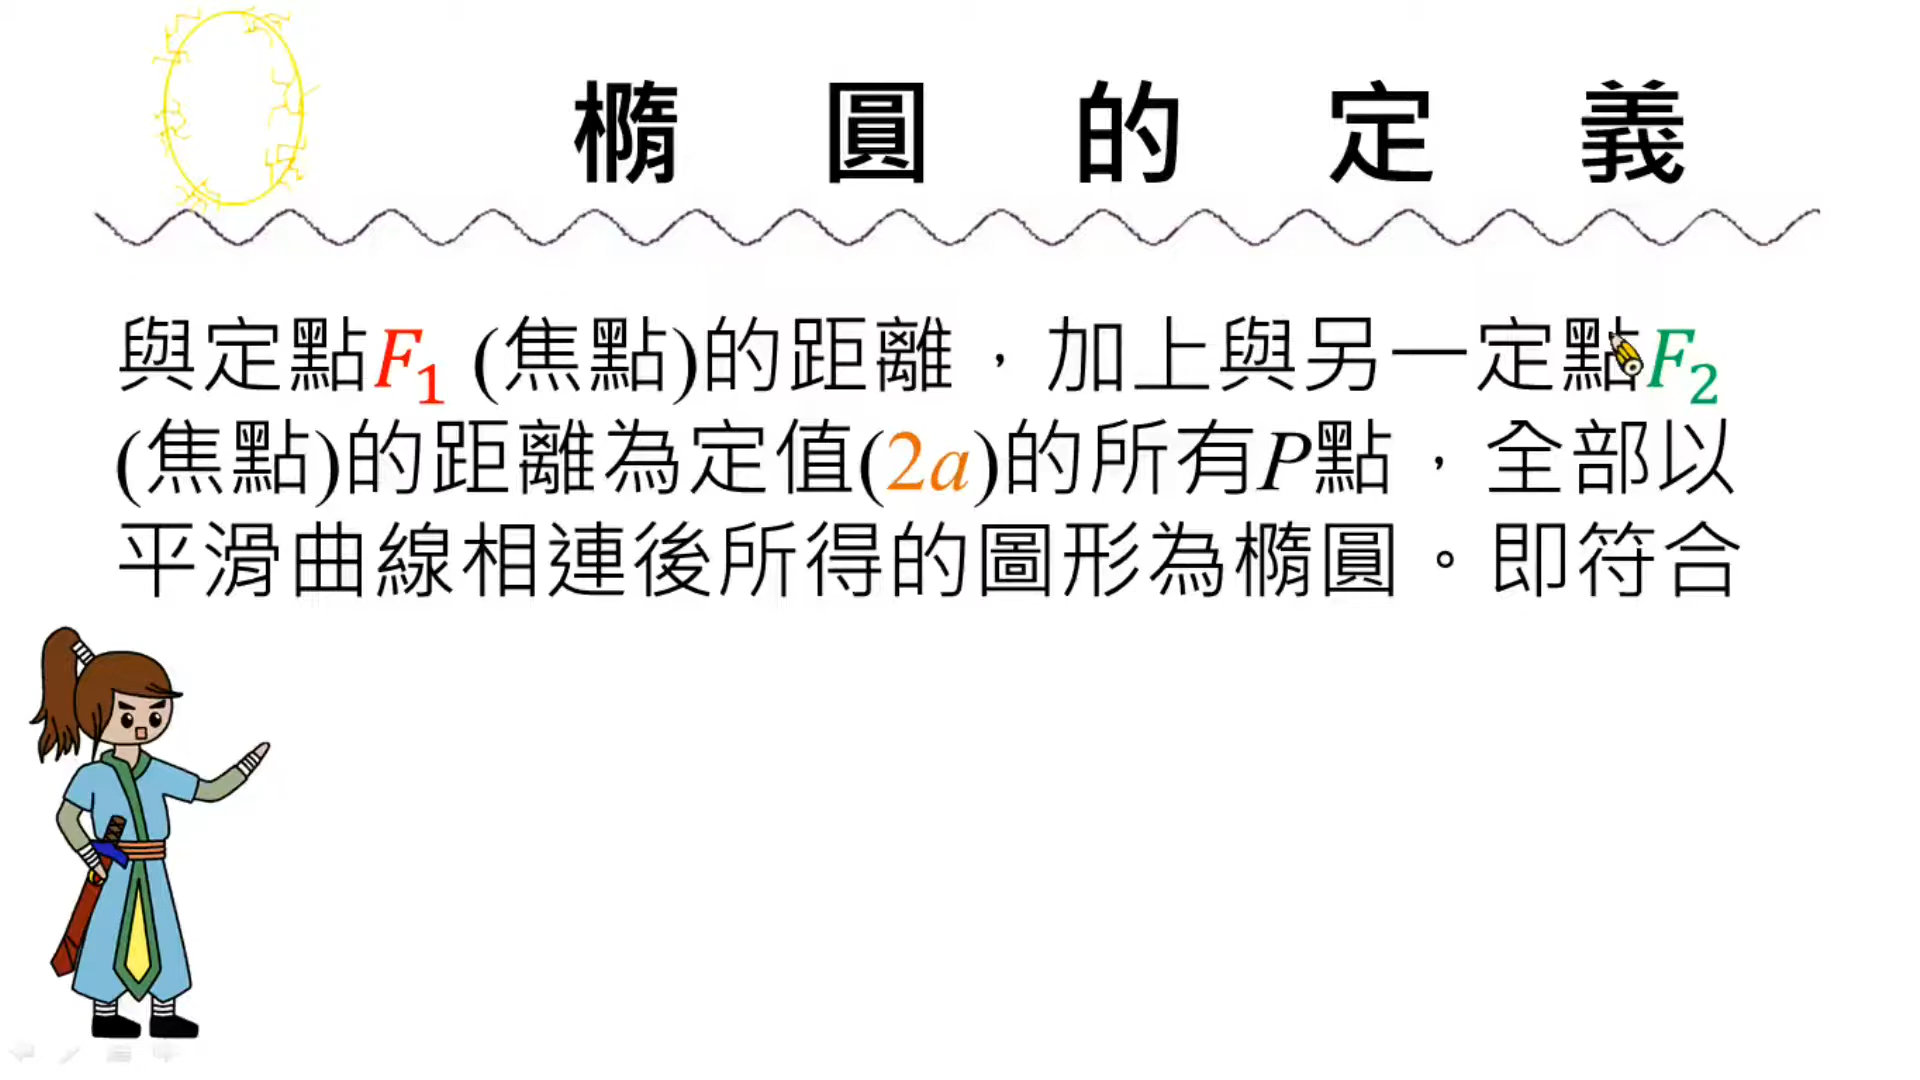 橢圓的定義
與定點F₁ (焦點)的距離，加上與另一定點F₂
(焦點)的距離為定值(2a)的所有P點，全部以
平滑曲線相連後所得的圖形為橢圓。即符合